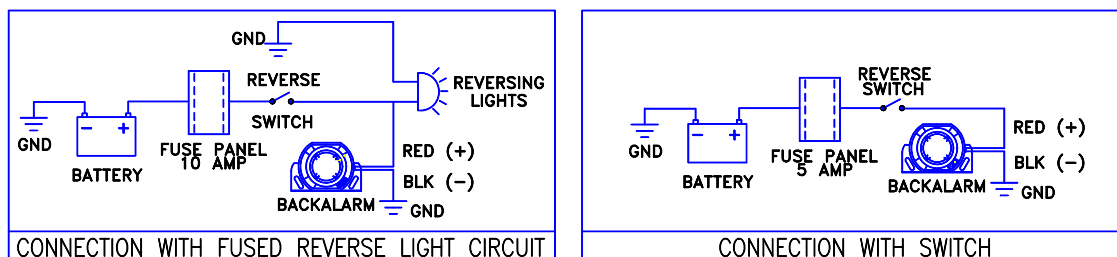 GND
REVERSE
SWITCH
REVERSING
LIGHTS
GND
- +
BATTERY
FUSE PANEL
10 AMP
RED (+)
BLK (-)
BACKALARM
GND
CONNECTION WITH FUSED REVERSE LIGHT CIRCUIT
REVERSE
SWITCH
GND
- +
BATTERY
FUSE PANEL
5 AMP
RED (+)
BLK (-)
BACKALARM
GND
CONNECTION WITH SWITCH